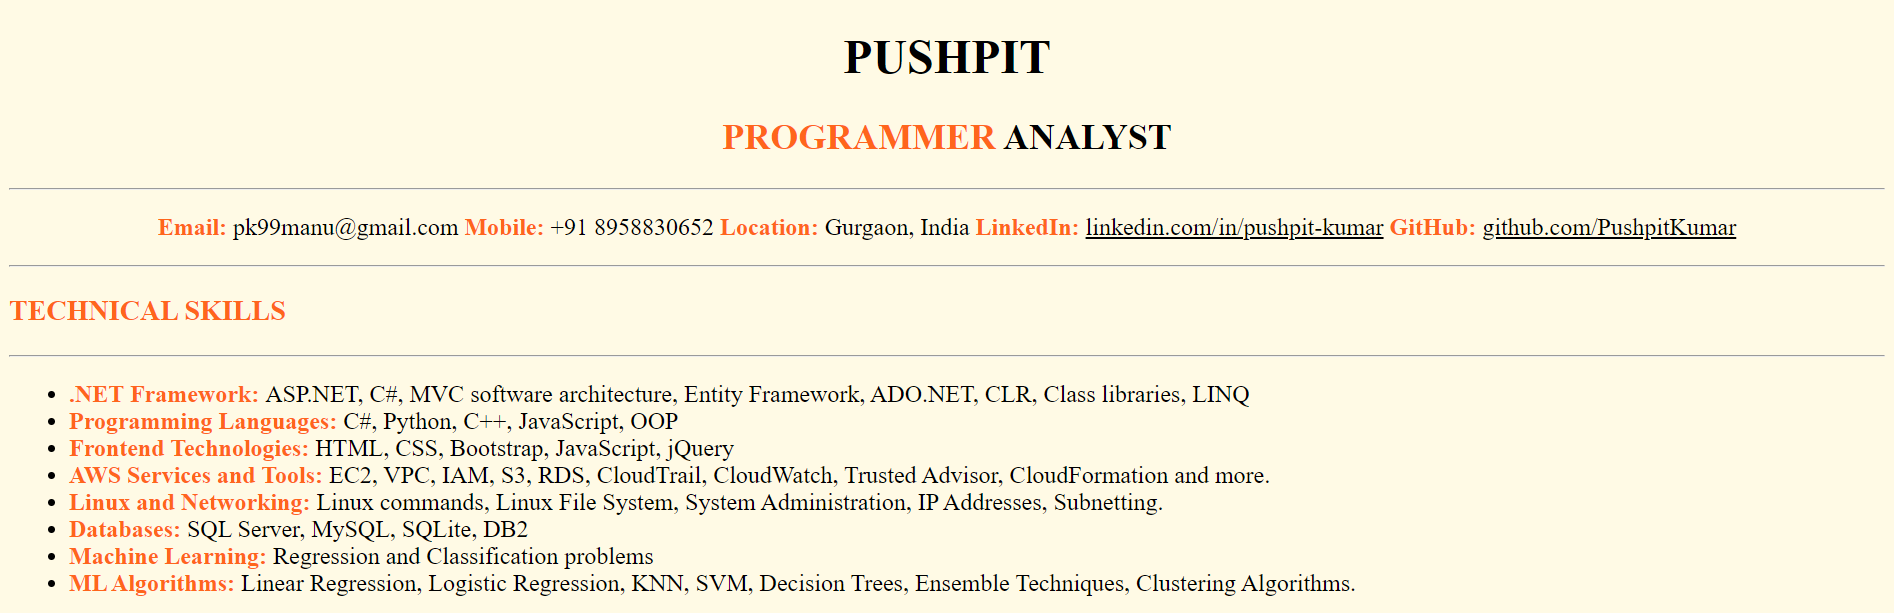 PUSHPIT
PROGRAMMER ANALYST
Email: pk99manu@gmail.com Mobile: +91 8958830652 Location: Gurgaon, India LinkedIn: linkedin.com/in/pushpit-kumar GitHub: github.com/PushpitKumar
TECHNICAL SKILLS
.NET Framework: ASP.NET, C#, MVC software architecture, Entity Framework, ADO.NET, CLR, Class libraries, LINQ
Programming Languages: C#, Python, C++, JavaScript, OOP
Frontend Technologies: HTML, CSS, Bootstrap, JavaScript, jQuery
AWS Services and Tools: EC2, VPC, IAM, S3, RDS, CloudTrail, CloudWatch, Trusted Advisor, CloudFormation and more.
Linux and Networking: Linux commands, Linux File System, System Administration, IP Addresses, Subnetting.
Databases: SQL Server, MySQL, SQLite, DB2
Machine Learning: Regression and Classification problems
ML Algorithms: Linear Regression, Logistic Regression, KNN, SVM, Decision Trees, Ensemble Techniques, Clustering Algorithms.